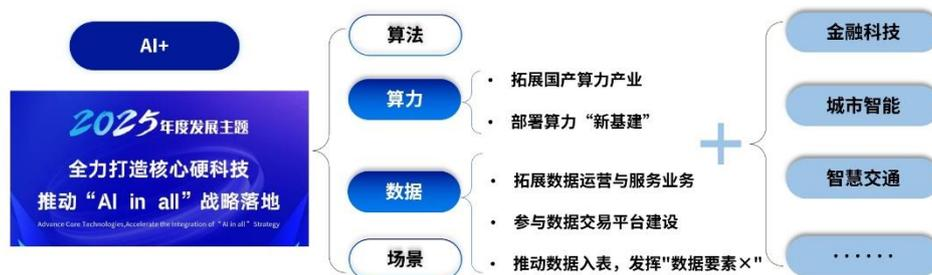 AI+
2025年度发展主题
全力打造核心硬科技
推动“AI in all”战略落地
Advance Core Technologies,Accelerate the Integration of "AI in all" Strategy
算法
算力
• 拓展国产算力产业
• 部署算力“新基建”
数据
• 拓展数据运营与服务业务
• 参与数据交易平台建设
• 推动数据入表，发挥"数据要素×"
场景
+
金融科技
城市智能
智慧交通
······